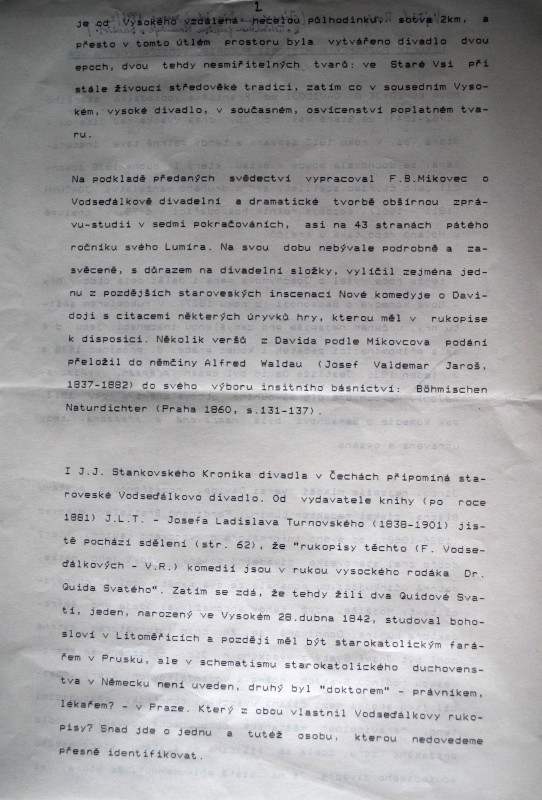 1
je od Vysokého vzdálena necelou půlhodinku, sotva 2km, a
přesto v tomto útlém prostoru byla vytvářeno divadlo dvou
epoch, dvou tehdy nesmiřitelných tvarů: ve Staré Vsi při
stále živoucí středověké tradici, zatím co v sousedním Vyso-
kém, vysoké divadlo, v současném, osvícenství poplatném tva-
ru.
Na podkladě předaných svědectví vypracoval F.B.Mikovec o
Vodseďálkově divadelní a dramatické tvorbě obšírnou zprá-
vu-studii v sedmi pokračováních, asi na 43 stranách pátého
ročníku svého Lumíra. Na svou dobu nebývale podrobně a za-
svěceně, s důrazem na divadelní složky, vylíčil zejména jed-
nu z pozdějších staroveských inscenací Nové komedyje o Davi-
doji s citacemi některých úryvků hry, kterou měl v rukopise
k disposici. Několik veršů z Davida podle Mikovcova podání
přeložil do němčiny Alfred Waldau (Josef Valdemar Jaroš,
1837-1882) do svého výboru insitního básnictví: Böhmischen
Naturdichter (Praha 1860, s.131-137).
I J.J. Stankovského Kronika divadla v Čechách připomíná sta-
roveské Vodseďálkovo divadlo. Od vydavatele knihy (po roce
1881) J.L.T. - Josefa Ladislava Turnovského (1838-1901) jis-
tě pochází sdělení (str. 62), že "rukopisy těchto (F. Vodse-
ďálkových - V.R.) komedií jsou v rukou vysockého rodáka Dr.
Quida Svatého". Zatím se zdá, že tehdy žili dva Quidové Sva-
tí, jeden, narozený ve Vysokém 28.dubna 1842, studoval boho-
sloví v Litoměřicích a později měl být starokatolickým fará-
řem v Prusku, ale v schematismu starokatolického duchovens-
tva v Německu není uveden, druhý byl "doktorem" - právníkem,
lékařem? - v Praze. Který z obou vlastnil Vodseďálkovy ruko-
pisy? Snad jde o jednu a tutéž osobu, kterou nedovedeme
přesně identifikovat.